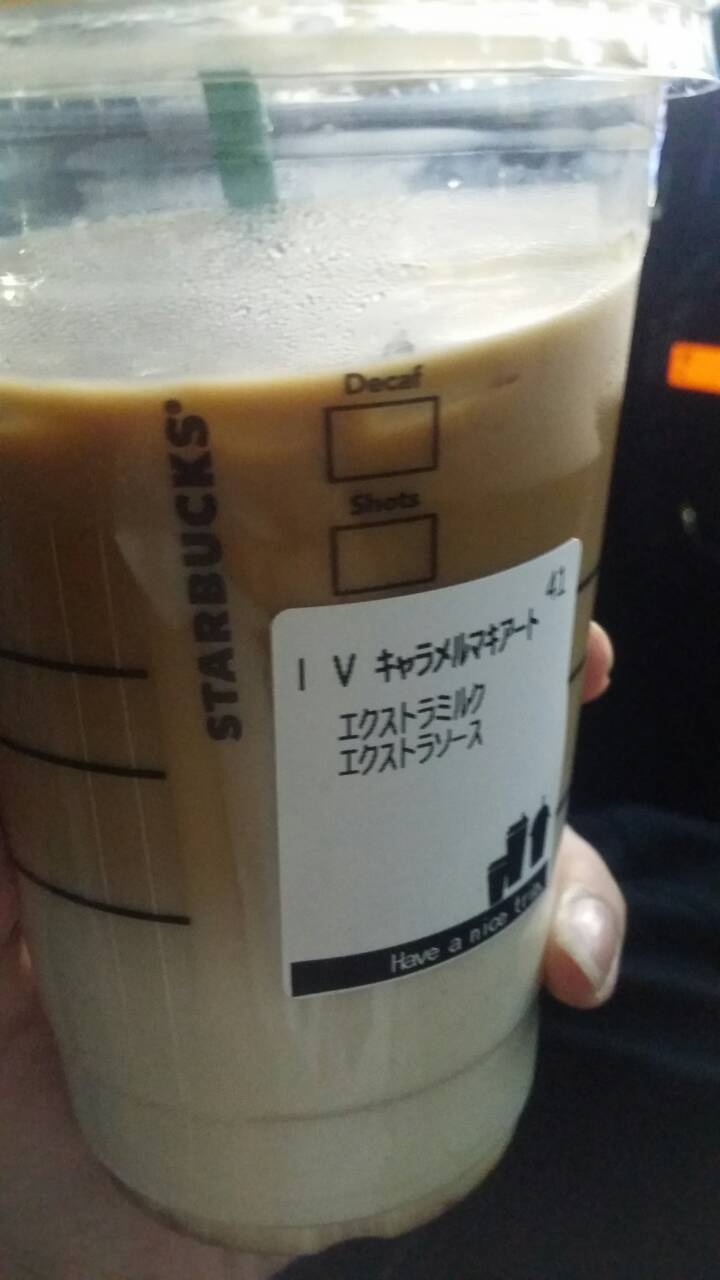 Decaf
Shots
STARBUCKS®
41
I V キャラメルマキアート
エクストラミルク
エクストラソース
Have a nice trip